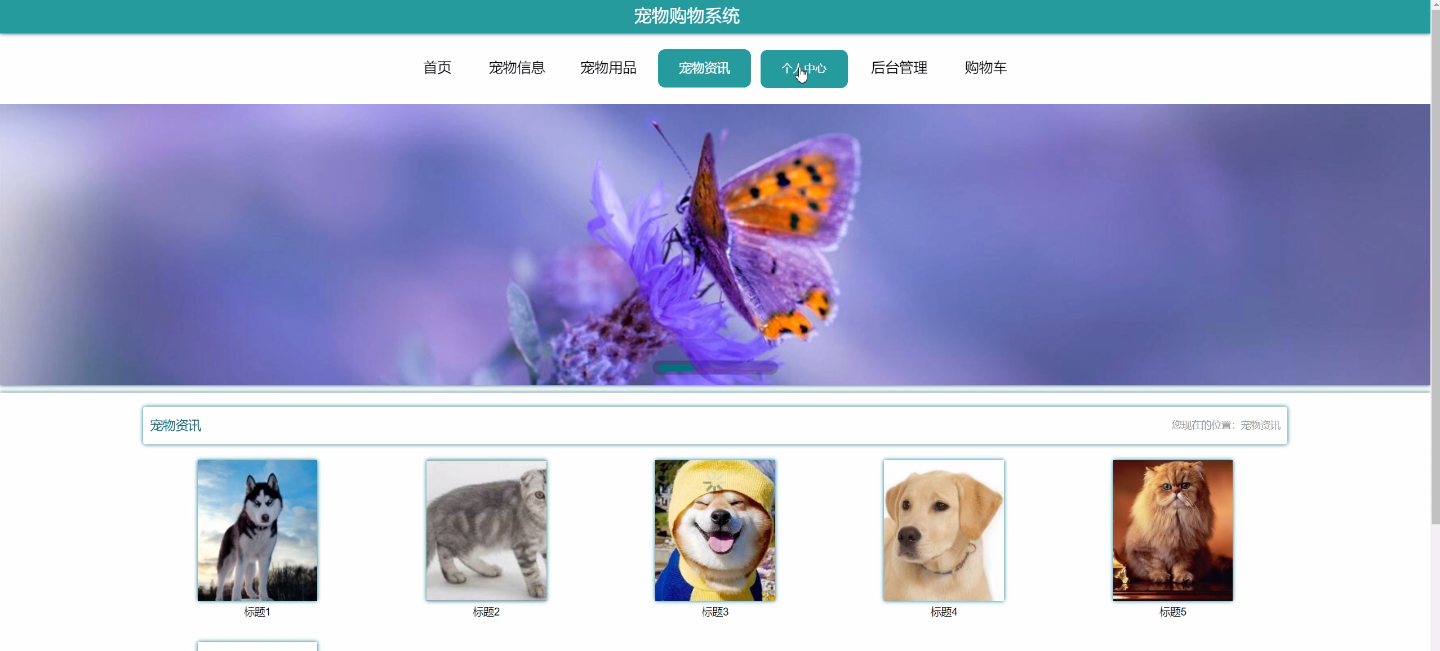 宠物购物系统
首页 宠物信息 宠物用品 宠物资讯 个人中心 后台管理 购物车
宠物资讯 您现在的位置：宠物资讯
标题1 标题2 标题3 标题4 标题5